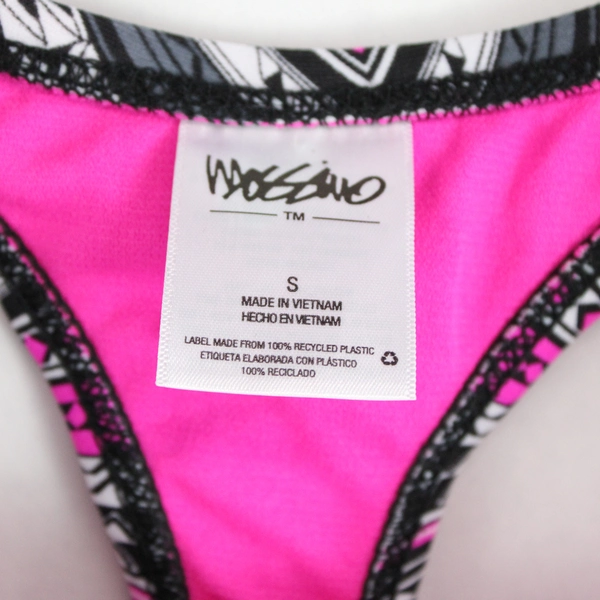 mossimo
TM
S
MADE IN VIETNAM
HECHO EN VIETNAM
LABEL MADE FROM 100% RECYCLED PLASTIC
ETIQUETA ELABORADA CON PLÁSTICO
100% RECICLADO